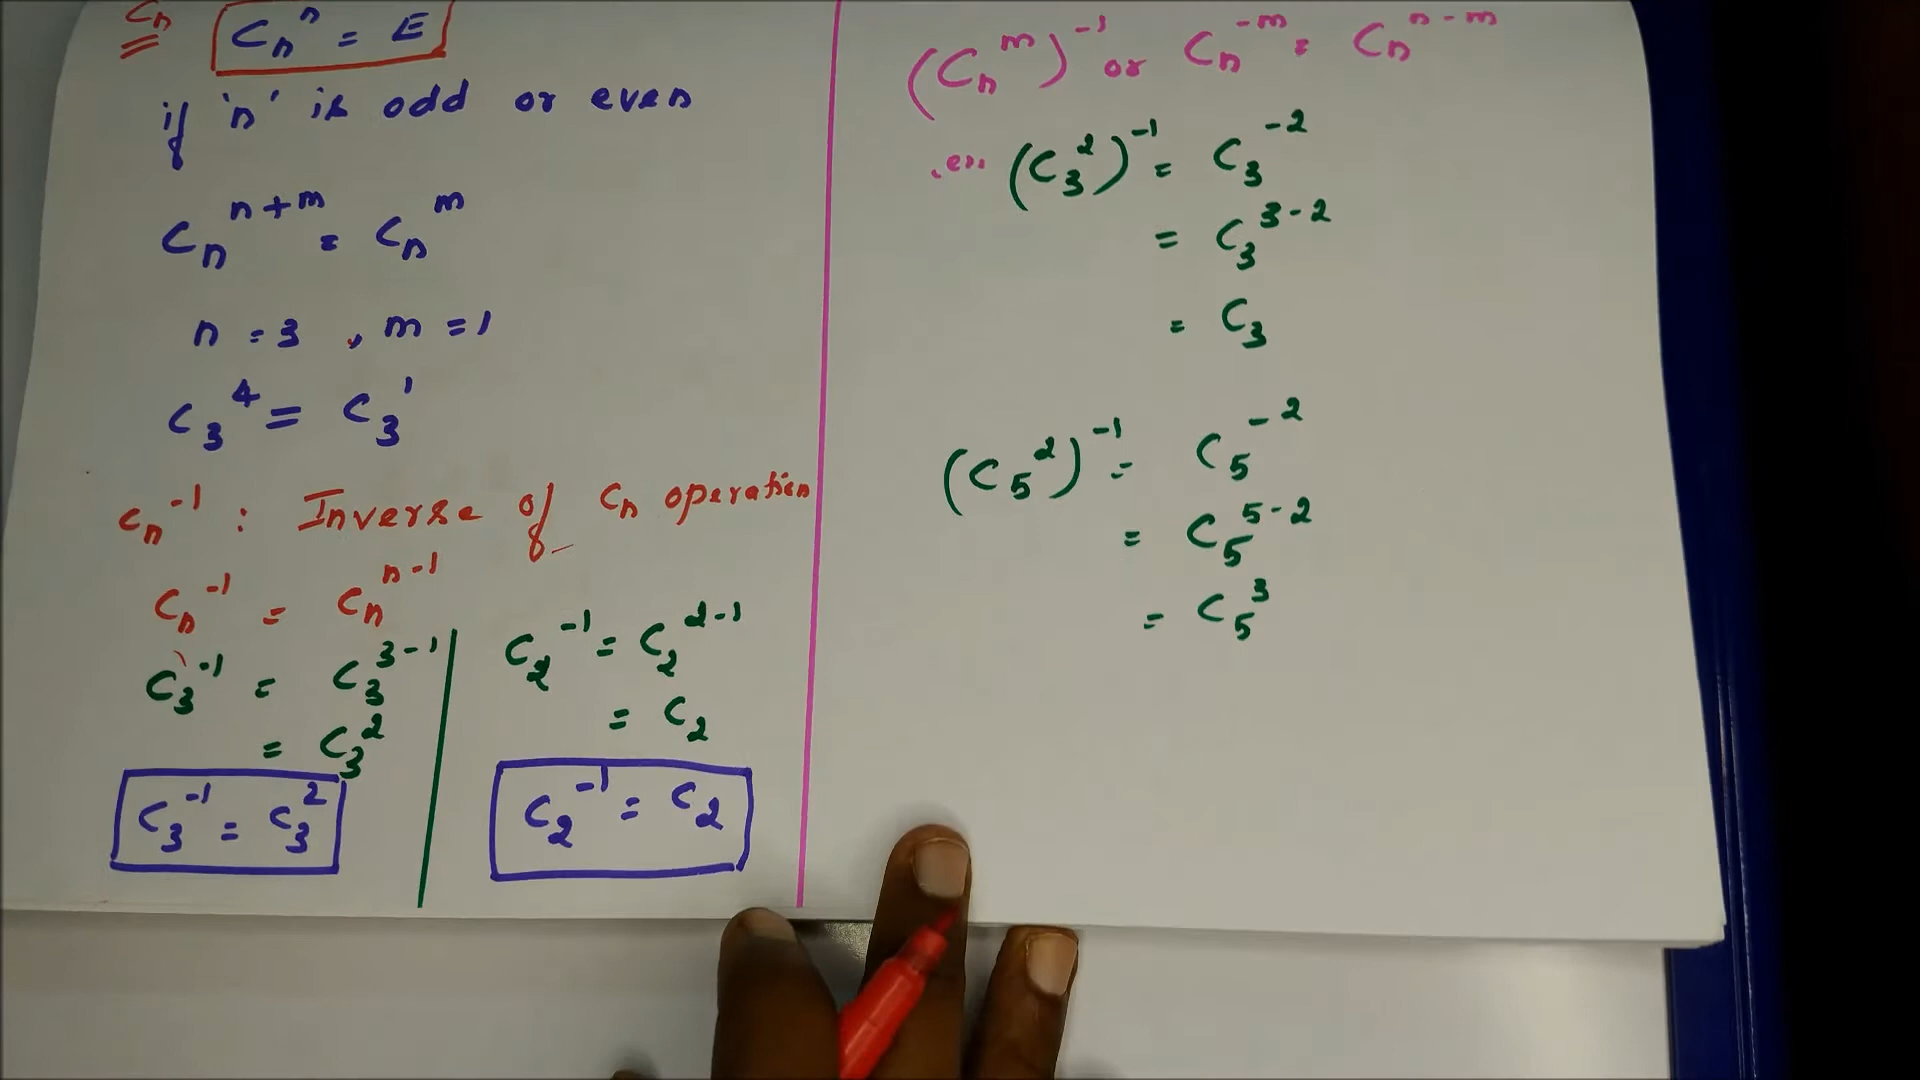 Cn Cn^n = E
if 'n' is odd or even
Cn^n+m = Cn^m
n = 3 , m = 1
C3^4 = C3^1
Cn^-1 : Inverse of Cn operation
Cn^-1 = Cn^n-1
C3^-1 = C3^3-1
= C3^2
C3^-1 = C3^2
C2^-1 = C2^2-1
= C2
C2^-1 = C2
(Cn^m)^-1 or Cn^-m = Cn^n-m
ex. (C3^2)^-1 = C3^-2
= C3^3-2
= C3
(C5^2)^-1 = C5^-2
= C5^5-2
= C5^3